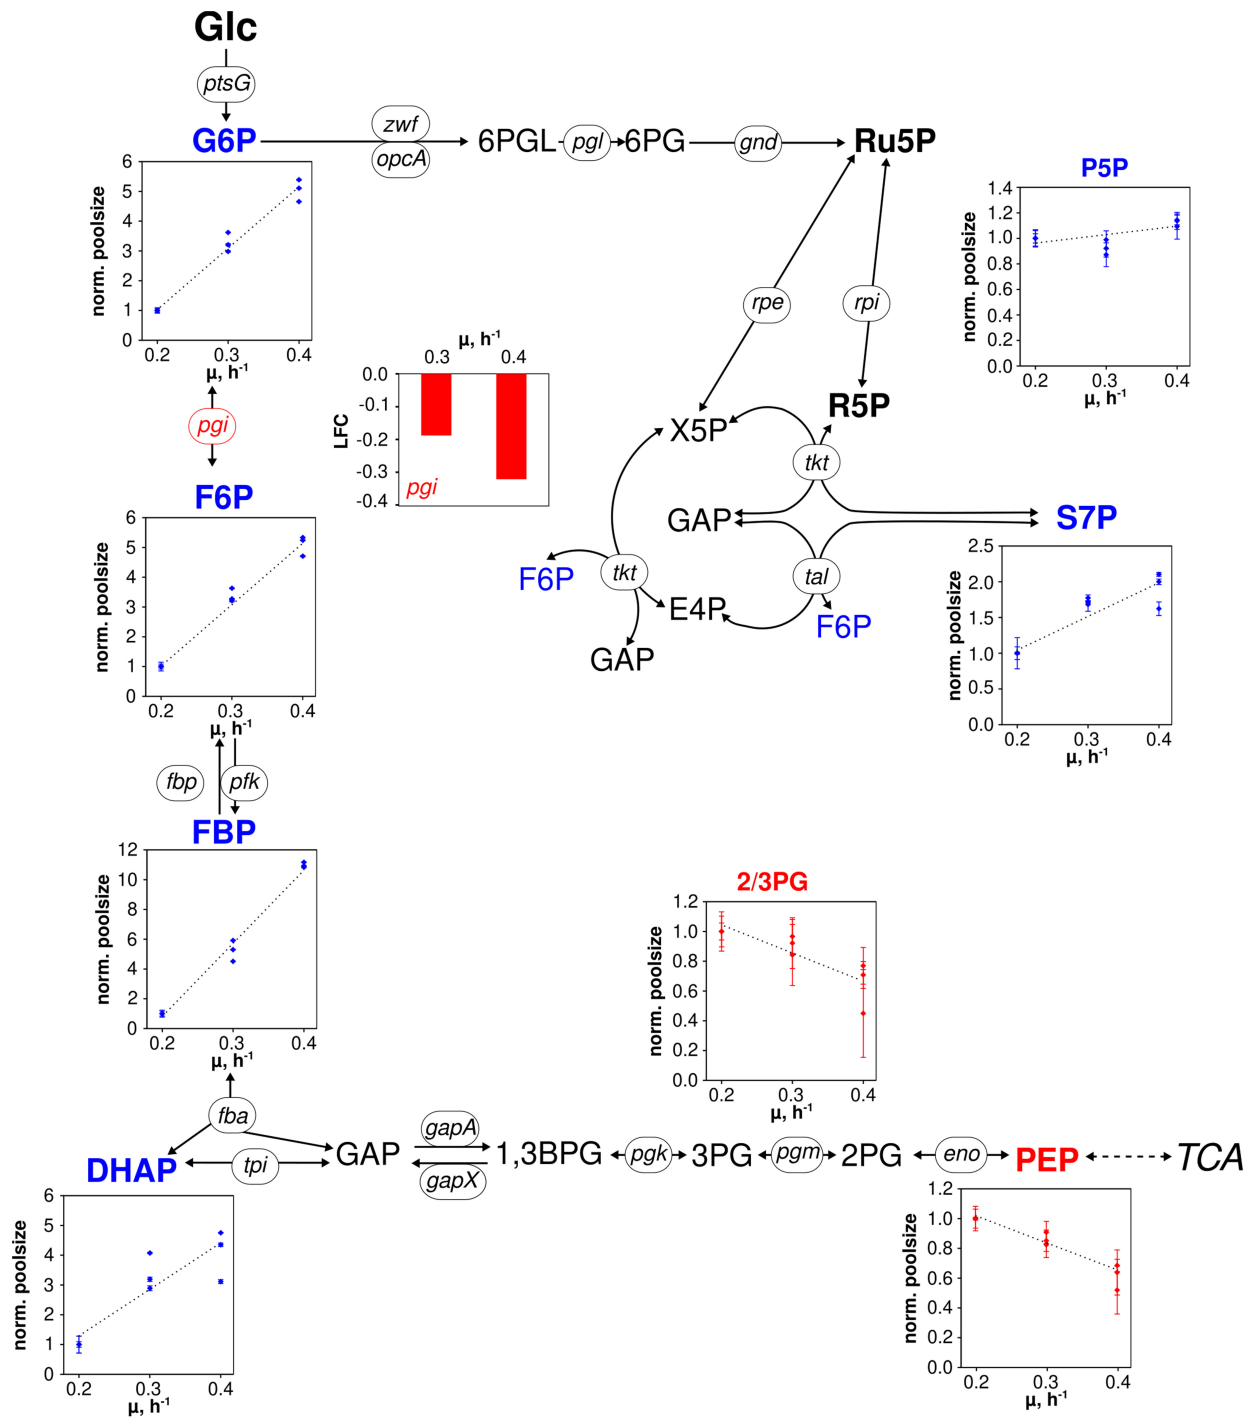 Glc
ptsG
G6P
zwf
opcA
6PGL
pgl
6PG
gnd
Ru5P
norm. poolsize
6
5
4
3
2
1
0
0.2
0.3
0.4
µ, h-1
P5P
norm. poolsize
1.4
1.2
1.0
0.8
0.6
0.4
0.2
0.0
0.2
0.3
0.4
µ, h-1
rpe
rpi
pgi
µ, h-1
0.3
0.4
LFC
0.0
-0.1
-0.2
-0.3
-0.4
pgi
X5P
R5P
tkt
GAP
S7P
tal
F6P
tkt
E4P
F6P
GAP
F6P
norm. poolsize
6
5
4
3
2
1
0
0.2
0.3
0.4
µ, h-1
norm. poolsize
2.5
2.0
1.5
1.0
0.5
0.0
0.2
0.3
0.4
µ, h-1
fbp
pfk
FBP
norm. poolsize
12
10
8
6
4
2
0
0.2
0.3
0.4
µ, h-1
2/3PG
norm. poolsize
1.2
1.0
0.8
0.6
0.4
0.2
0.0
0.2
0.3
0.4
µ, h-1
fba
DHAP
tpi
GAP
gapA
gapX
1,3BPG
pgk
3PG
pgm
2PG
eno
PEP
TCA
norm. poolsize
6
5
4
3
2
1
0
0.2
0.3
0.4
µ, h-1
norm. poolsize
1.2
1.0
0.8
0.6
0.4
0.2
0.0
0.2
0.3
0.4
µ, h-1